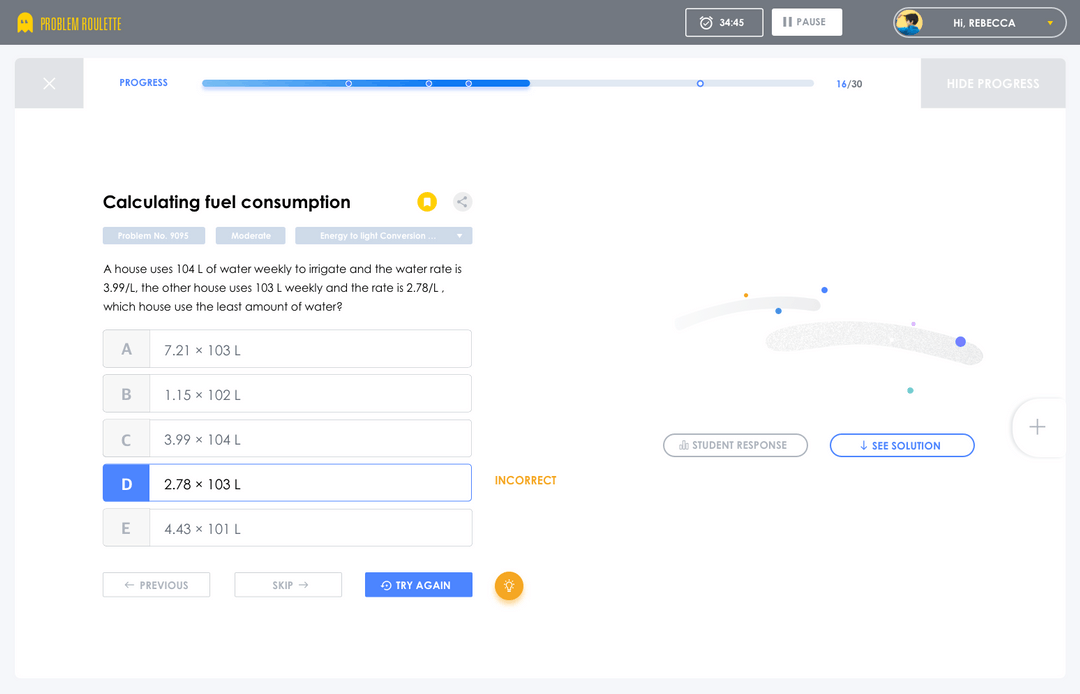 PROBLEM ROULETTE
34:45
PAUSE
Hi, REBECCA
PROGRESS
16/30
HIDE PROGRESS
Calculating fuel consumption
Problem No. 9095
Moderate
Energy to light Conversion ...
A house uses 104 L of water weekly to irrigate and the water rate is
3.99/L, the other house uses 103 L weekly and the rate is 2.78/L ,
which house use the least amount of water?
A 7.21 × 103 L
B 1.15 × 102 L
C 3.99 × 104 L
D 2.78 × 103 L
INCORRECT
E 4.43 × 101 L
STUDENT RESPONSE
SEE SOLUTION
PREVIOUS
SKIP
TRY AGAIN